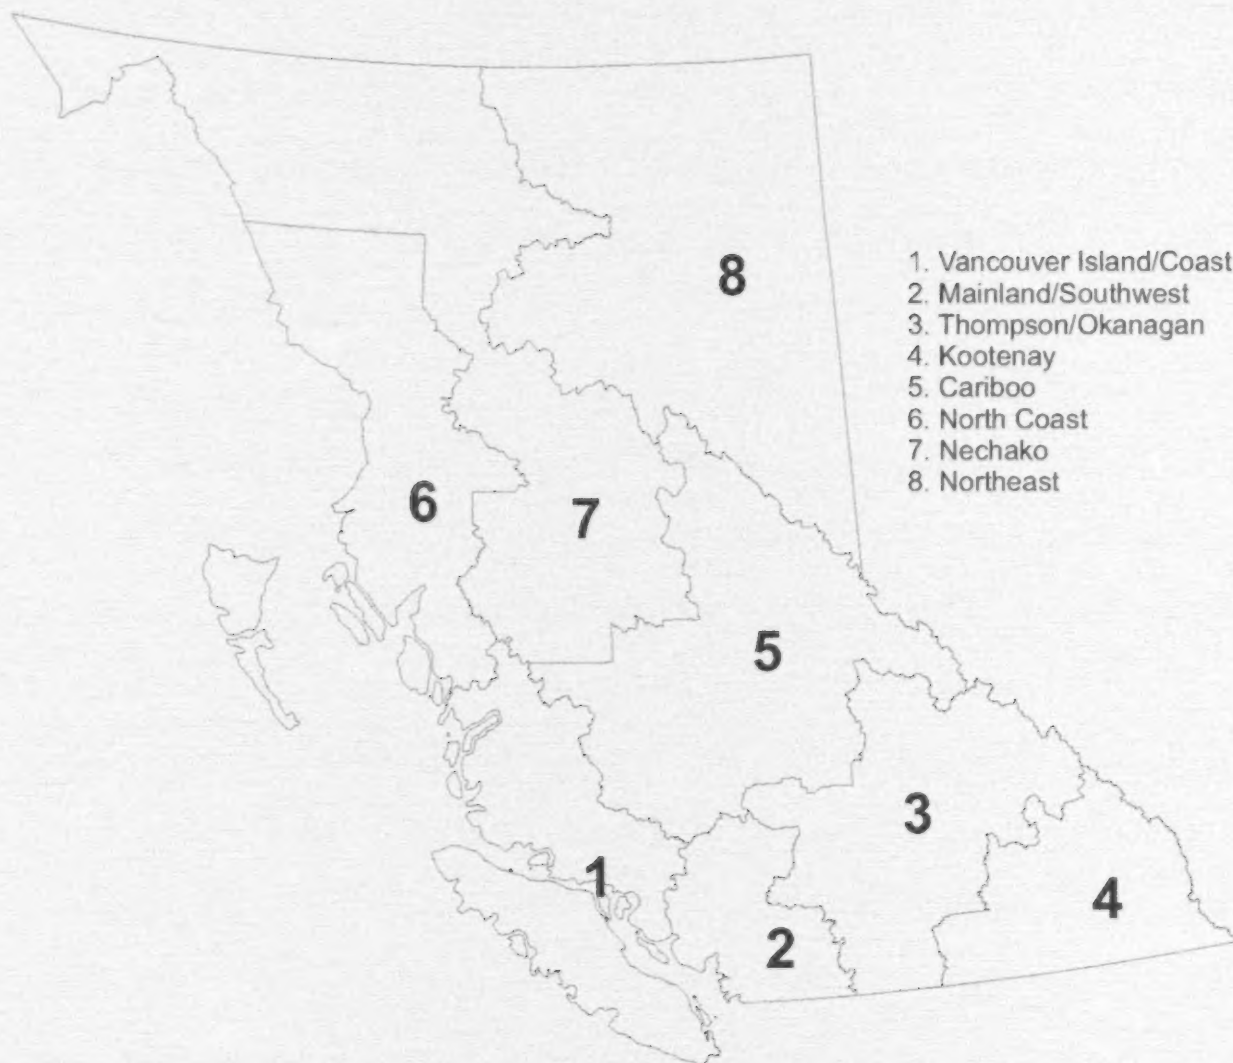 8
1. Vancouver Island/Coast
2. Mainland/Southwest
3. Thompson/Okanagan
4. Kootenay
5. Cariboo
6. North Coast
7. Nechako
8. Northeast
6
7
5
3
1
4
2